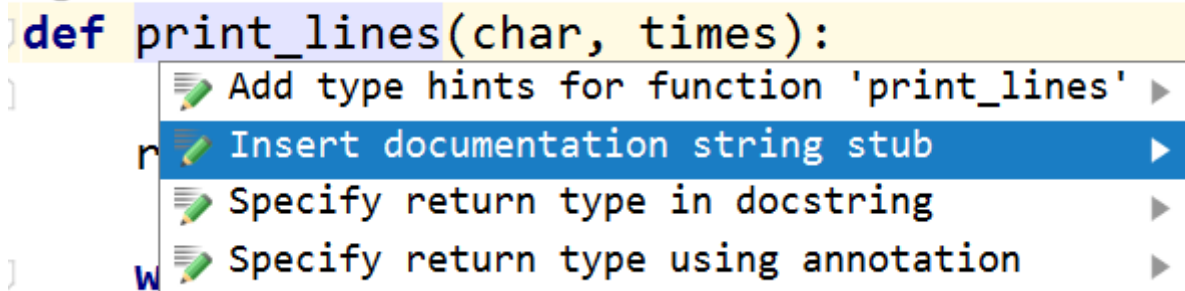 def print_lines(char, times):
Add type hints for function 'print_lines'
r
Insert documentation string stub
Specify return type in docstring
w
Specify return type using annotation